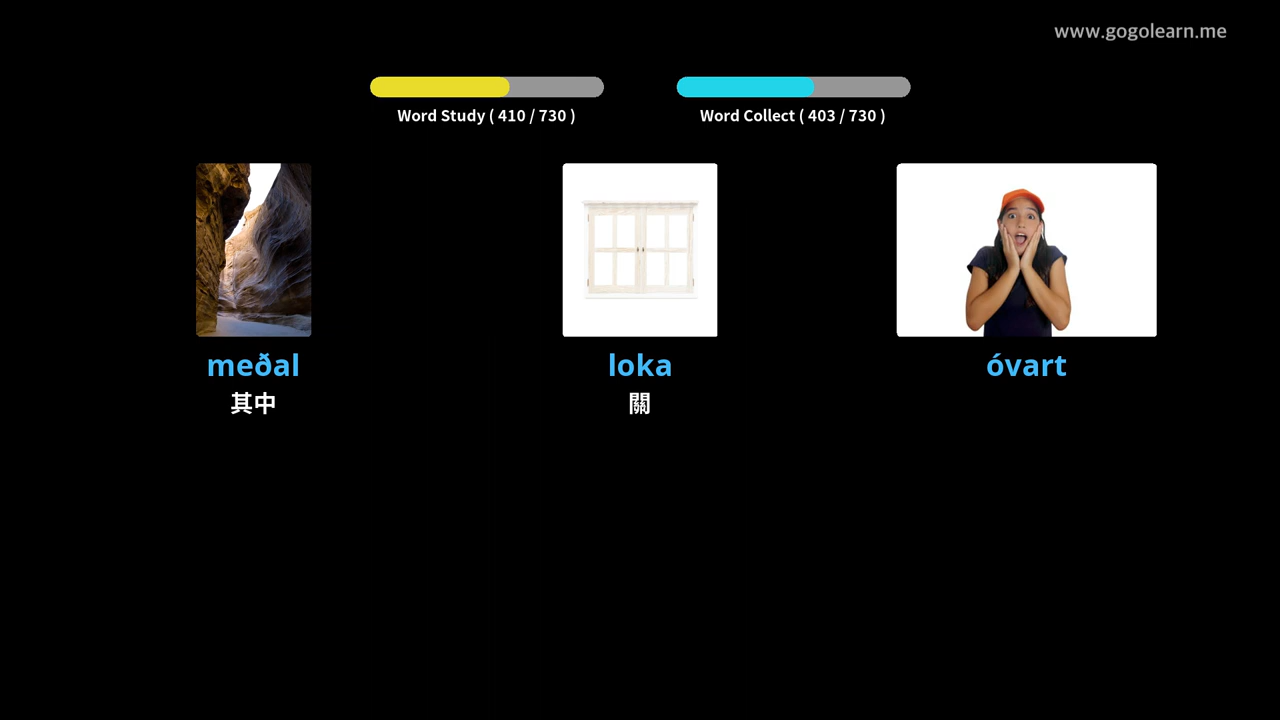 www.gogolearn.me
Word Study ( 410 / 730 )
Word Collect ( 403 / 730 )
meðal
loka
óvart
其中
關